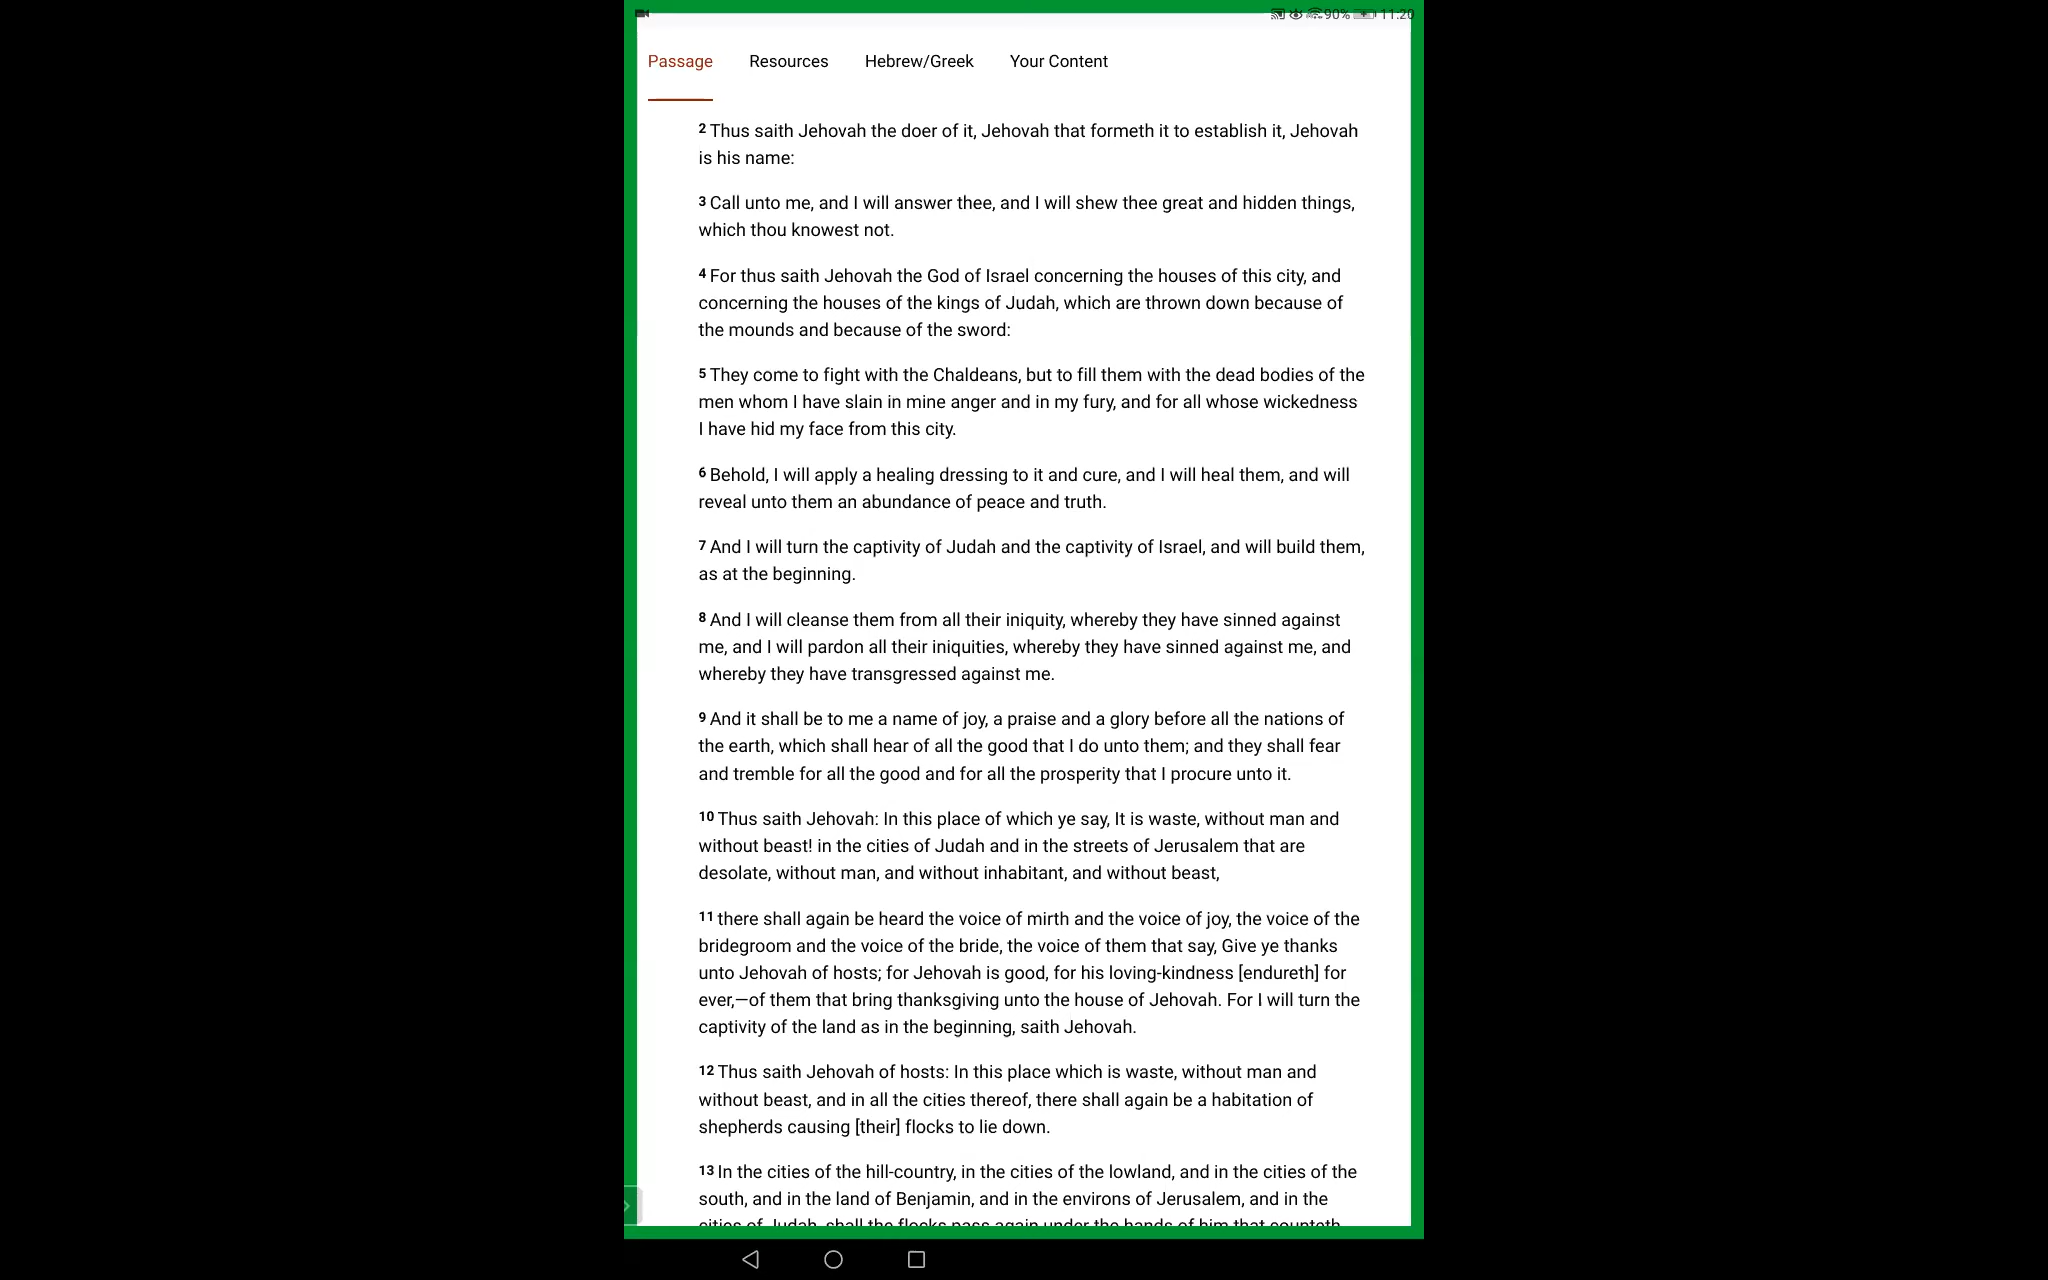 90% 11:20
Passage Resources Hebrew/Greek Your Content
2 Thus saith Jehovah the doer of it, Jehovah that formeth it to establish it, Jehovah
is his name:
3 Call unto me, and I will answer thee, and I will shew thee great and hidden things,
which thou knowest not.
4 For thus saith Jehovah the God of Israel concerning the houses of this city, and
concerning the houses of the kings of Judah, which are thrown down because of
the mounds and because of the sword:
5 They come to fight with the Chaldeans, but to fill them with the dead bodies of the
men whom I have slain in mine anger and in my fury, and for all whose wickedness
I have hid my face from this city.
6 Behold, I will apply a healing dressing to it and cure, and I will heal them, and will
reveal unto them an abundance of peace and truth.
7 And I will turn the captivity of Judah and the captivity of Israel, and will build them,
as at the beginning.
8 And I will cleanse them from all their iniquity, whereby they have sinned against
me, and I will pardon all their iniquities, whereby they have sinned against me, and
whereby they have transgressed against me.
9 And it shall be to me a name of joy, a praise and a glory before all the nations of
the earth, which shall hear of all the good that I do unto them; and they shall fear
and tremble for all the good and for all the prosperity that I procure unto it.
10 Thus saith Jehovah: In this place of which ye say, It is waste, without man and
without beast! in the cities of Judah and in the streets of Jerusalem that are
desolate, without man, and without inhabitant, and without beast,
11 there shall again be heard the voice of mirth and the voice of joy, the voice of the
bridegroom and the voice of the bride, the voice of them that say, Give ye thanks
unto Jehovah of hosts; for Jehovah is good, for his loving-kindness [endureth] for
ever,—of them that bring thanksgiving unto the house of Jehovah. For I will turn the
captivity of the land as in the beginning, saith Jehovah.
12 Thus saith Jehovah of hosts: In this place which is waste, without man and
without beast, and in all the cities thereof, there shall again be a habitation of
shepherds causing [their] flocks to lie down.
13 In the cities of the hill-country, in the cities of the lowland, and in the cities of the
south, and in the land of Benjamin, and in the environs of Jerusalem, and in the
cities of Judah, shall the flocks pass again under the hands of him that counteth